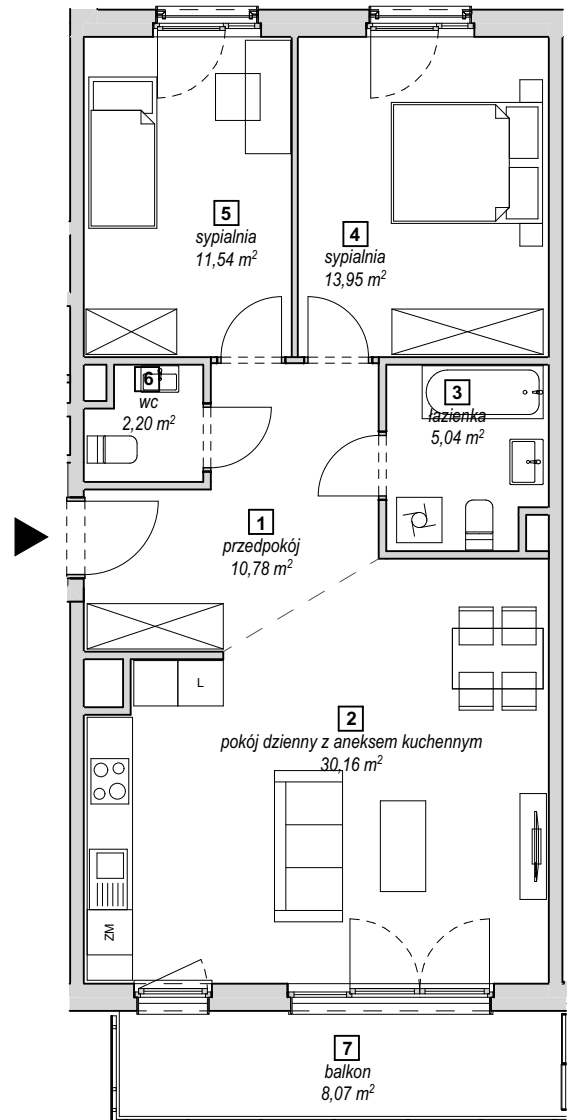 5
sypialnia
11,54 m²
4
sypialnia
13,95 m²
6
wc
2,20 m²
3
łazienka
5,04 m²
1
przedpokój
10,78 m²
L
2
pokój dzienny z aneksem kuchennym
30,16 m²
ZM
7
balkon
8,07 m²